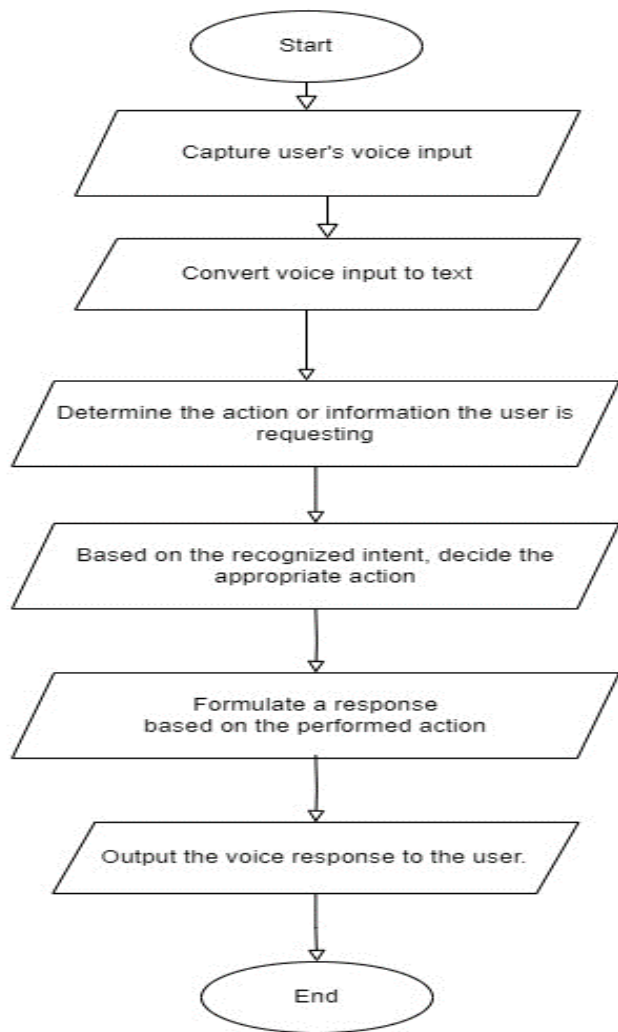 Start
Capture user's voice input
Convert voice input to text
Determine the action or information the user is
requesting
Based on the recognized intent, decide the
appropriate action
Formulate a response
based on the performed action
Output the voice response to the user.
End